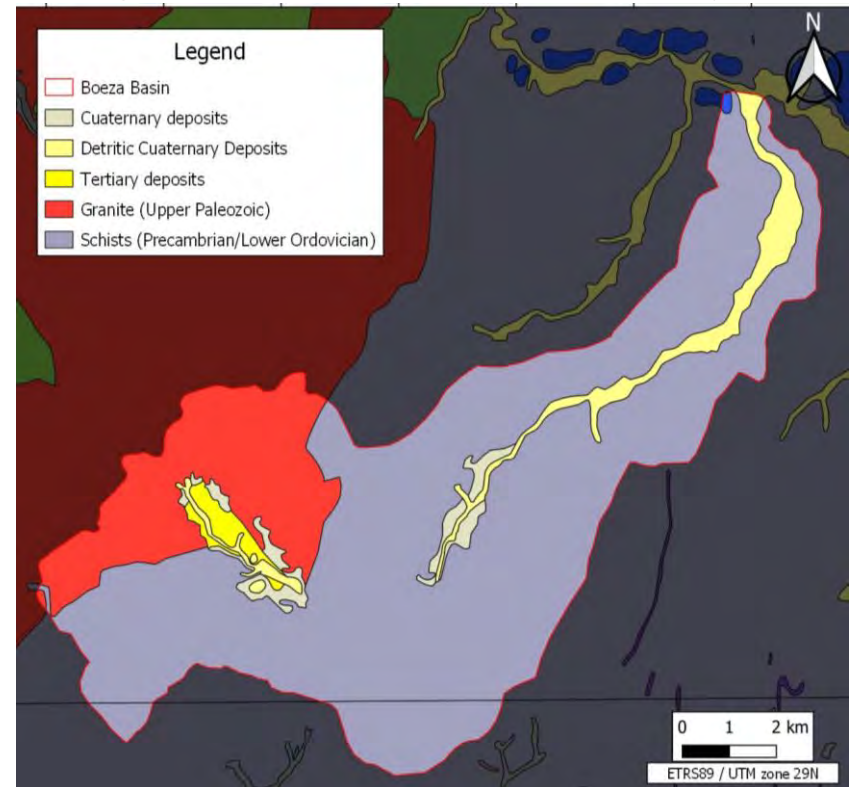 N
Legend
Boeza Basin
Cuaternary deposits
Detritic Cuaternary Deposits
Tertiary deposits
Granite (Upper Paleozoic)
Schists (Precambrian/Lower Ordovician)
0 1 2 km
ETRS89 / UTM zone 29N